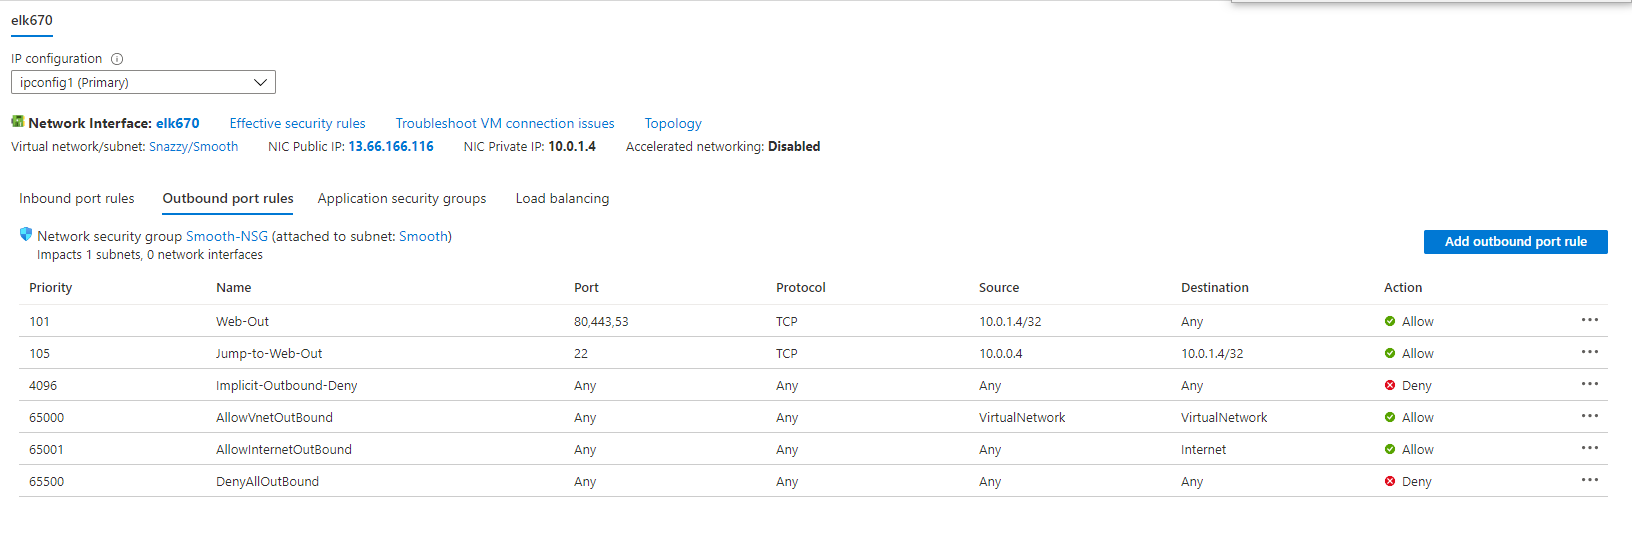 elk670
IP configuration
ipconfig1 (Primary)
Network Interface: elk670 Effective security rules Troubleshoot VM connection issues Topology
Virtual network/subnet: Snazzy/Smooth NIC Public IP: 13.66.166.116 NIC Private IP: 10.0.1.4 Accelerated networking: Disabled
Inbound port rules Outbound port rules Application security groups Load balancing
Network security group Smooth-NSG (attached to subnet: Smooth)
Impacts 1 subnets, 0 network interfaces
Add outbound port rule
Priority Name Port Protocol Source Destination Action
101 Web-Out 80,443,53 TCP 10.0.1.4/32 Any Allow
105 Jump-to-Web-Out 22 TCP 10.0.0.4 10.0.1.4/32 Allow
4096 Implicit-Outbound-Deny Any Any Any Any Deny
65000 AllowVnetOutBound Any Any VirtualNetwork VirtualNetwork Allow
65001 AllowInternetOutBound Any Any Any Internet Allow
65500 DenyAllOutBound Any Any Any Any Deny